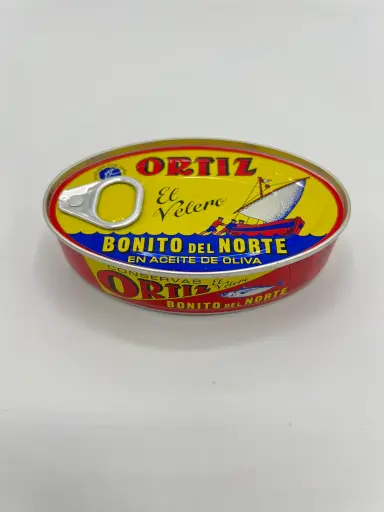 ORTIZ
El
Velero
BONITO DEL NORTE
EN ACEITE DE OLIVA
CONSERVAS
ORTIZ
El
Velero
BONITO DEL NORTE